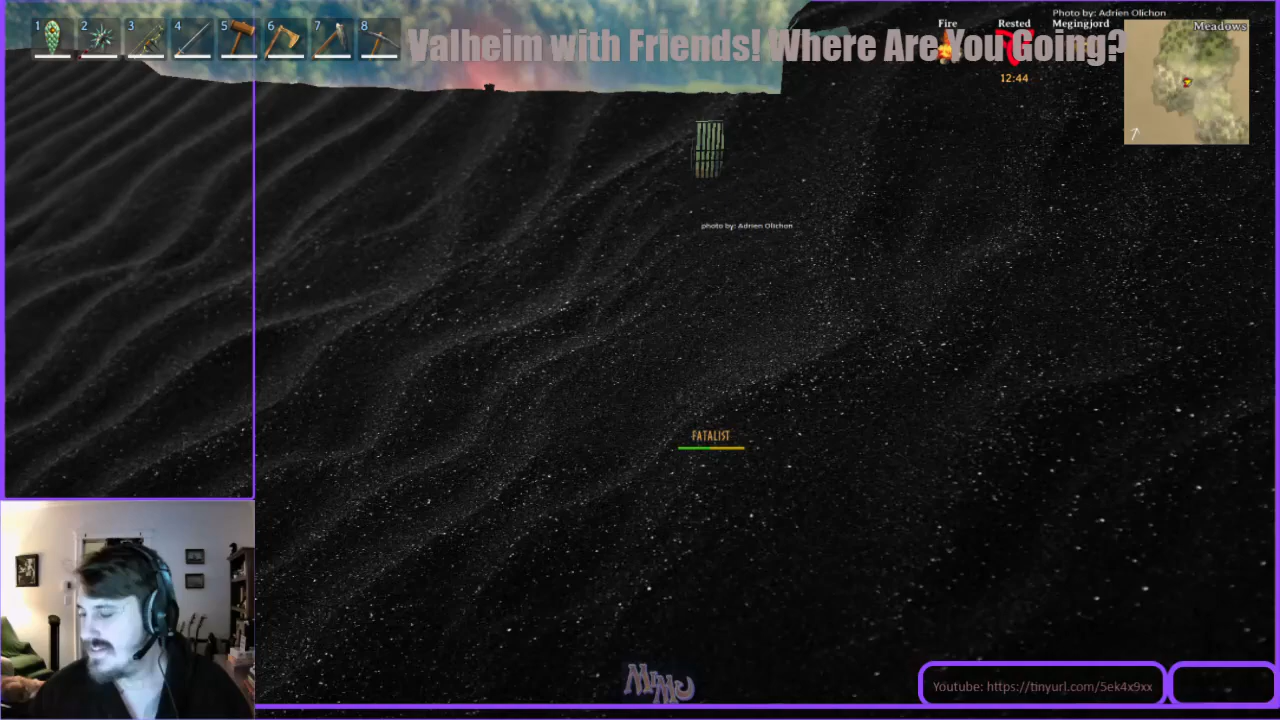 Photo by: Adrien Olichon
1 2 3 4 5 6 7 8
Fire
Rested
Megingjord
Meadows
Valheim with Friends! Where Are You Going?
12:44
photo by: Adrien Olichon
FATALIST
Youtube: https://tinyurl.com/5ek4x9xx